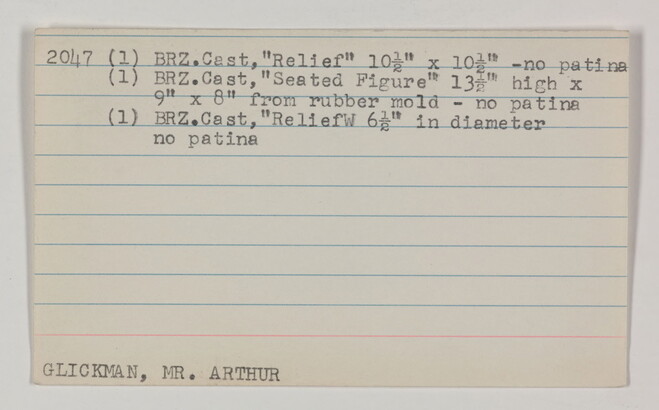 2047 (1) BRZ.Cast,"Relief" 10½" x 10½" -no patina
(1) BRZ.Cast,"Seated Figure" 13½" high x
9" x 8" from rubber mold - no patina
(1) BRZ.Cast,"ReliefW 6½" in diameter
no patina
GLICKMAN, MR. ARTHUR